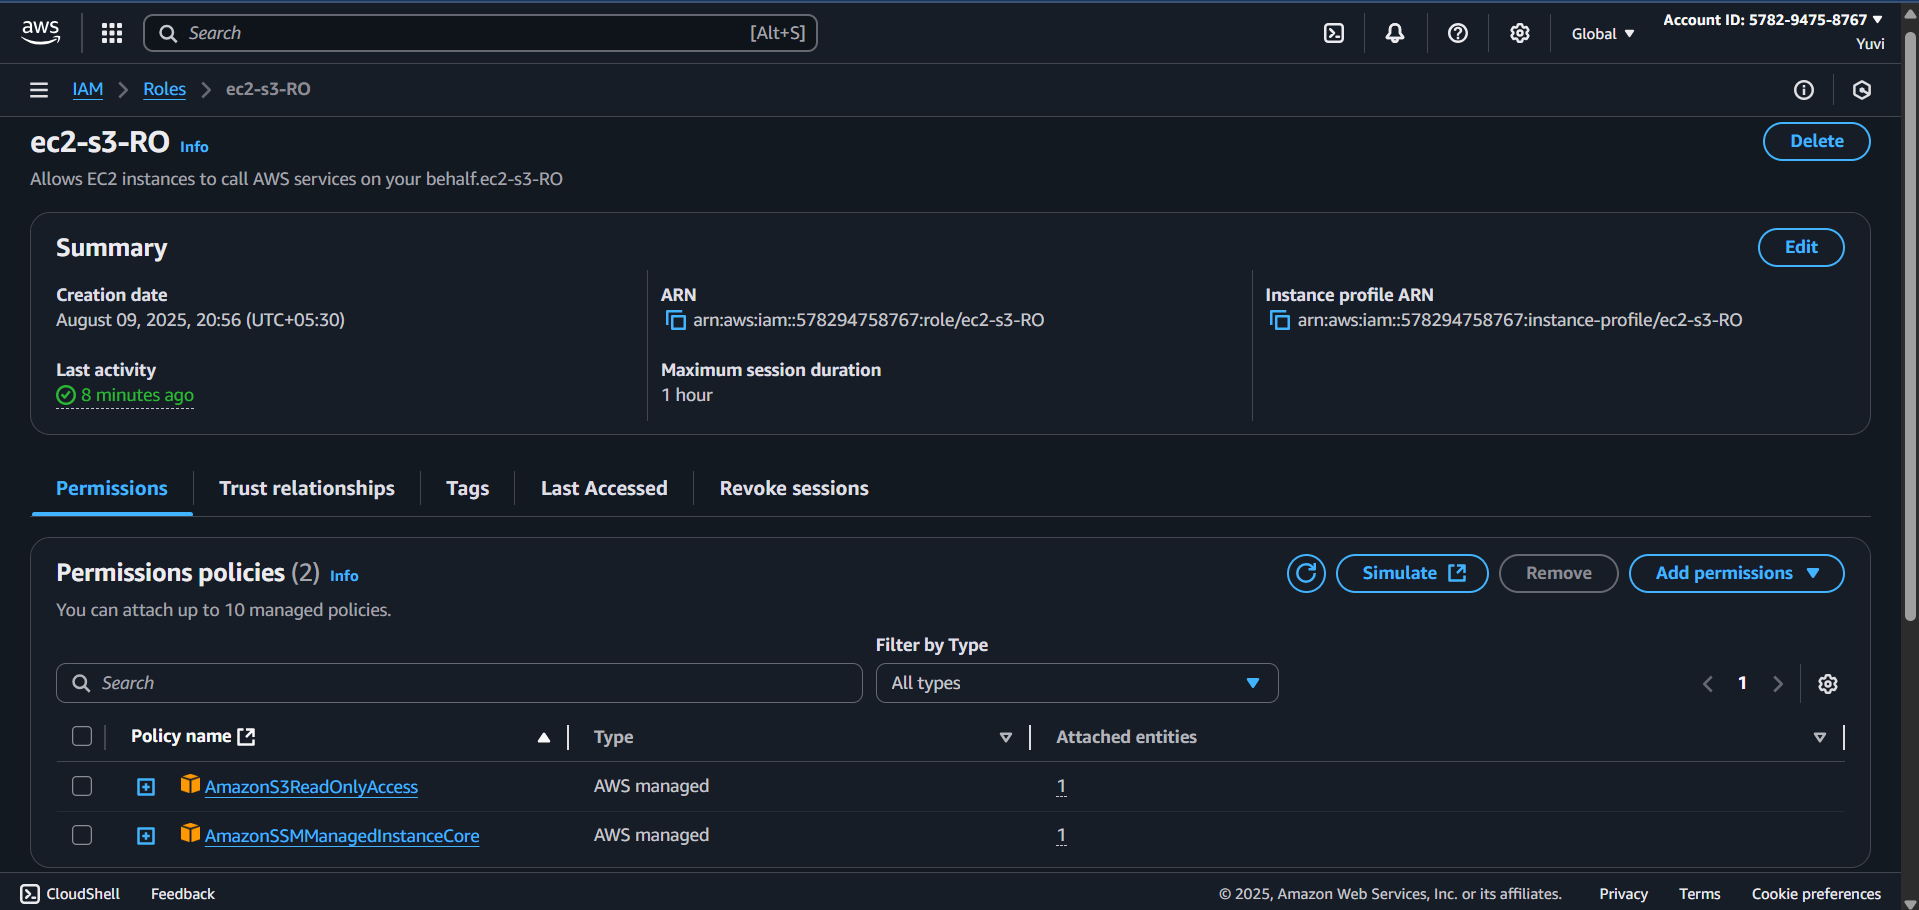 aws
Search [Alt+S]
Global
Account ID: 5782-9475-8767
Yuvi
IAM Roles ec2-s3-RO
ec2-s3-RO Info
Delete
Allows EC2 instances to call AWS services on your behalf.ec2-s3-RO
Summary
Edit
Creation date
August 09, 2025, 20:56 (UTC+05:30)
ARN
arn:aws:iam::578294758767:role/ec2-s3-RO
Instance profile ARN
arn:aws:iam::578294758767:instance-profile/ec2-s3-RO
Last activity
8 minutes ago
Maximum session duration
1 hour
Permissions Trust relationships Tags Last Accessed Revoke sessions
Permissions policies (2) Info
Simulate Remove Add permissions
You can attach up to 10 managed policies.
Filter by Type
Search
All types
1
Policy name Type Attached entities
AmazonS3ReadOnlyAccess AWS managed 1
AmazonSSMManagedInstanceCore AWS managed 1
CloudShell Feedback © 2025, Amazon Web Services, Inc. or its affiliates. Privacy Terms Cookie preferences